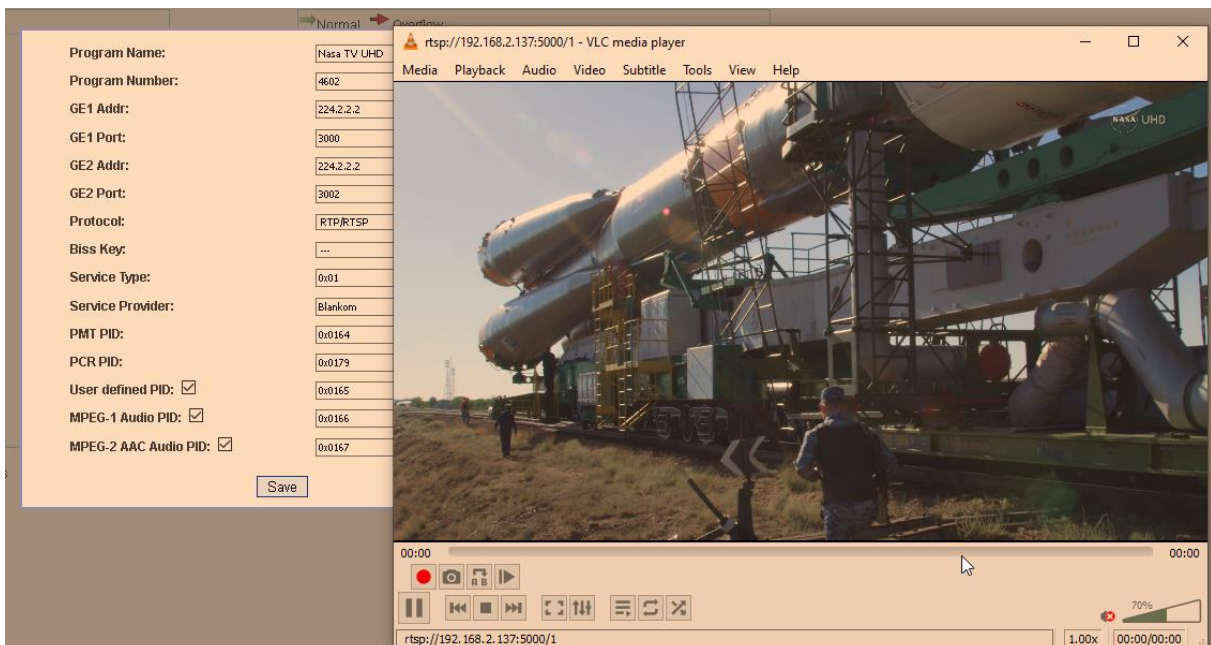 Normal Overflow
Program Name: Nasa TV UHD
Program Number: 4602
GE1 Addr: 224.2.2.2
GE1 Port: 3000
GE2 Addr: 224.2.2.2
GE2 Port: 3002
Protocol: RTP/RTSP
Biss Key: ---
Service Type: 0x01
Service Provider: Blankom
PMT PID: 0x0164
PCR PID: 0x0179
User defined PID: 0x0165
MPEG-1 Audio PID: 0x0166
MPEG-2 AAC Audio PID: 0x0167
Save
rtsp://192.168.2.137:5000/1 - VLC media player
Media Playback Audio Video Subtitle Tools View Help
NASA UHD
00:00 00:00
A B
70%
rtsp://192.168.2.137:5000/1 1.00x 00:00/00:00